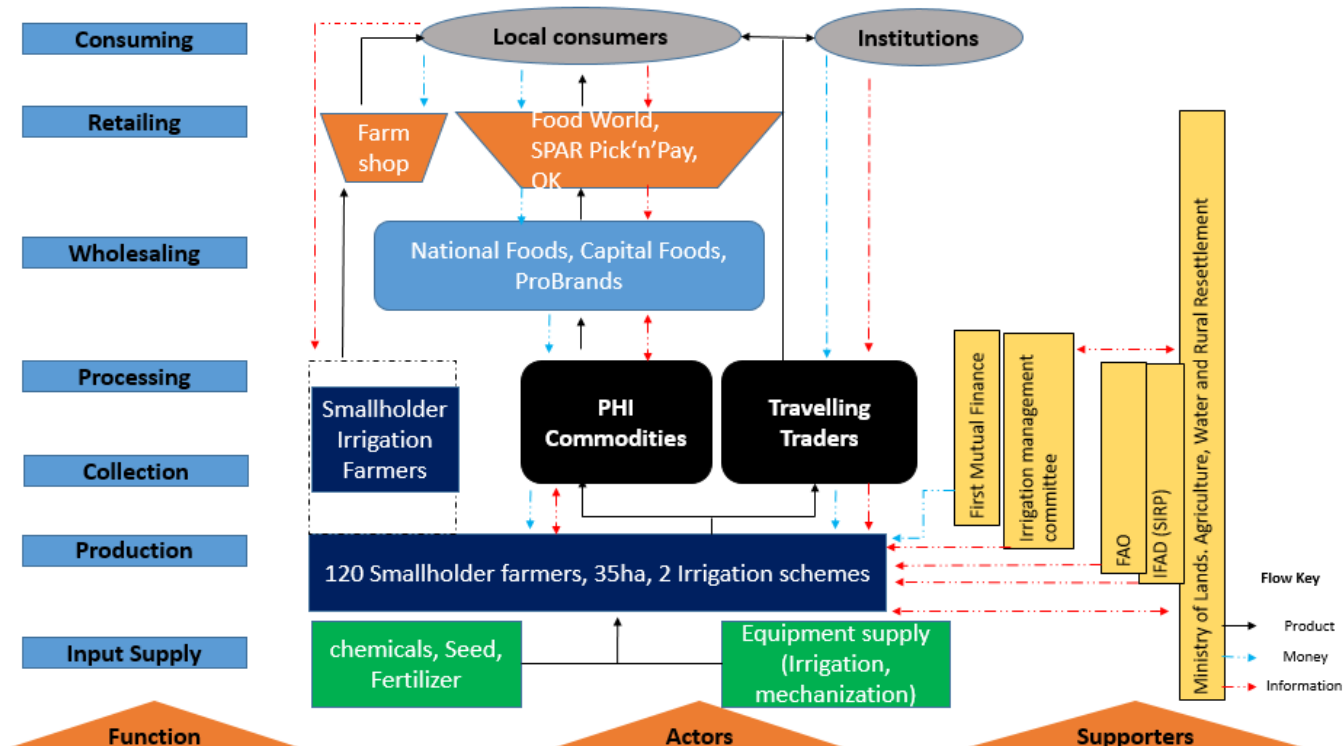 Consuming
Local consumers
Institutions
Retailing
Farm
shop
Food World,
SPAR Pick‘n’Pay,
OK
Wholesaling
National Foods, Capital Foods,
ProBrands
Processing
Smallholder
Irrigation
Farmers
PHI
Commodities
Travelling
Traders
First Mutual Finance
Irrigation management
committee
FAO
IFAD (SIRP)
Ministry of Lands. Agriculture, Water and Rural Resettlement
Collection
Production
120 Smallholder farmers, 35ha, 2 Irrigation schemes
Flow Key
Product
Money
Information
Input Supply
chemicals, Seed,
Fertilizer
Equipment supply
(Irrigation,
mechanization)
Function
Actors
Supporters